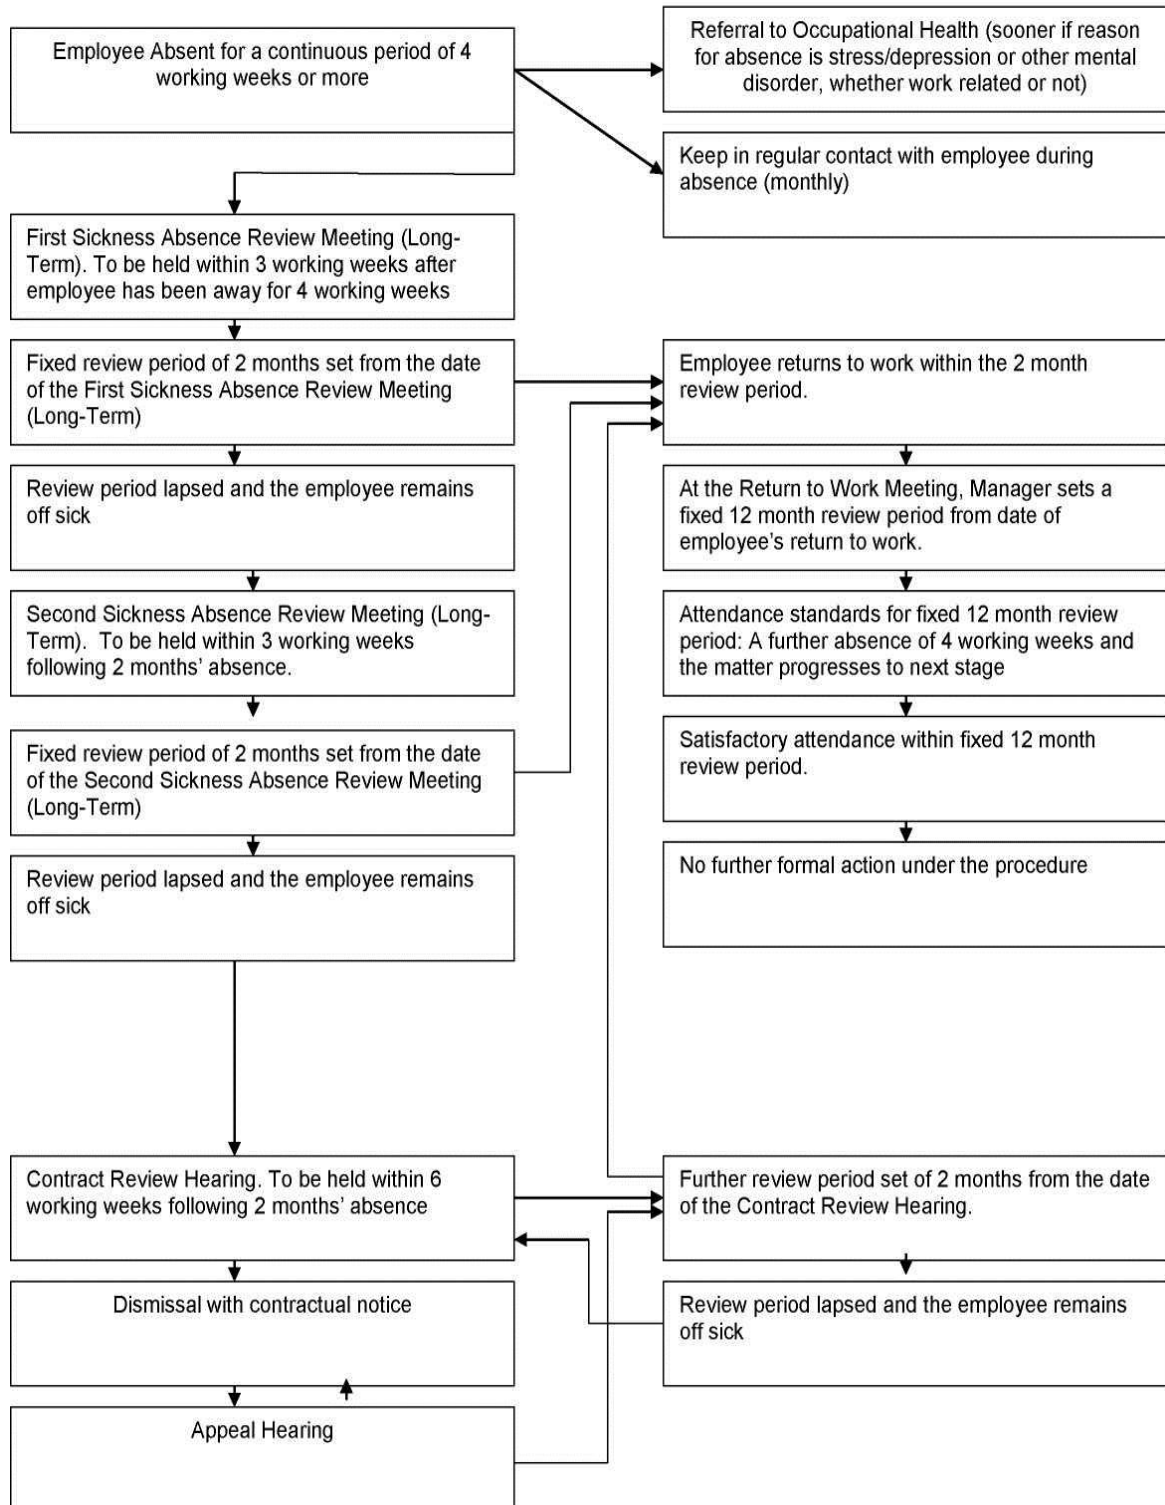 Employee Absent for a continuous period of 4
working weeks or more
Referral to Occupational Health (sooner if reason
for absence is stress/depression or other mental
disorder, whether work related or not)
Keep in regular contact with employee during
absence (monthly)
First Sickness Absence Review Meeting (Long-
Term). To be held within 3 working weeks after
employee has been away for 4 working weeks
Fixed review period of 2 months set from the date
of the First Sickness Absence Review Meeting
(Long-Term)
Employee returns to work within the 2 month
review period.
Review period lapsed and the employee remains
off sick
At the Return to Work Meeting, Manager sets a
fixed 12 month review period from date of
employee's return to work.
Second Sickness Absence Review Meeting (Long-
Term).  To be held within 3 working weeks
following 2 months' absence.
Attendance standards for fixed 12 month review
period: A further absence of 4 working weeks and
the matter progresses to next stage
Fixed review period of 2 months set from the date
of the Second Sickness Absence Review Meeting
(Long-Term)
Satisfactory attendance within fixed 12 month
review period.
Review period lapsed and the employee remains
off sick
No further formal action under the procedure
Contract Review Hearing. To be held within 6
working weeks following 2 months' absence
Further review period set of 2 months from the date
of the Contract Review Hearing.
Dismissal with contractual notice
Review period lapsed and the employee remains
off sick
Appeal Hearing